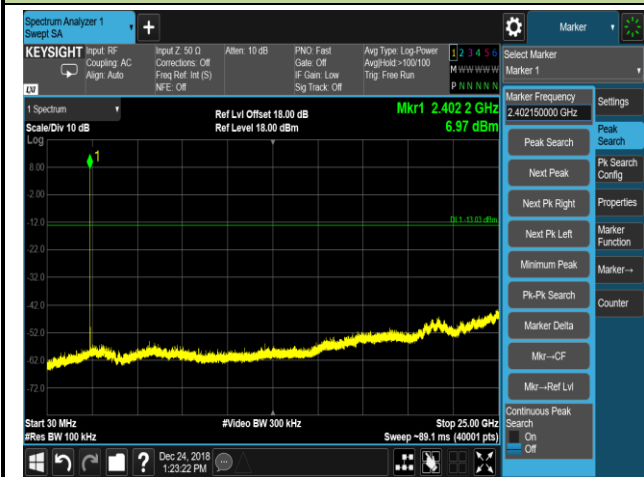 Spectrum Analyzer 1
Swept SA
+
Marker
KEYSIGHT
LXI
Input: RF
Coupling: AC
Align: Auto
Input Z: 50 Ω
Corrections: Off
Freq Ref: Int (S)
NFE: Off
Atten: 10 dB
PNO: Fast
Gate: Off
IF Gain: Low
Sig Track: Off
Avg Type: Log-Power
Avg|Hold:>100/100
Trig: Free Run
1 2 3 4 5 6
M W W W W W
P N N N N N
Select Marker
Marker 1
1 Spectrum
Scale/Div 10 dB
Log
Ref Lvl Offset 18.00 dB
Ref Level 18.00 dBm
Mkr1 2.402 2 GHz
6.97 dBm
1
8.00
-2.00
-12.0
-22.0
-32.0
-42.0
-52.0
-62.0
-72.0
DL1 -13.03 dBm
Start 30 MHz
#Res BW 100 kHz
#Video BW 300 kHz
Stop 25.00 GHz
Sweep ~89.1 ms (40001 pts)
Marker Frequency
2.402150000 GHz
Peak Search
Next Peak
Next Pk Right
Next Pk Left
Minimum Peak
Pk-Pk Search
Marker Delta
Mkr→CF
Mkr→Ref Lvl
Continuous Peak
Search
On
Off
Settings
Peak
Search
Pk Search
Config
Properties
Marker
Function
Marker→
Counter
?
Dec 24, 2018
1:23:22 PM